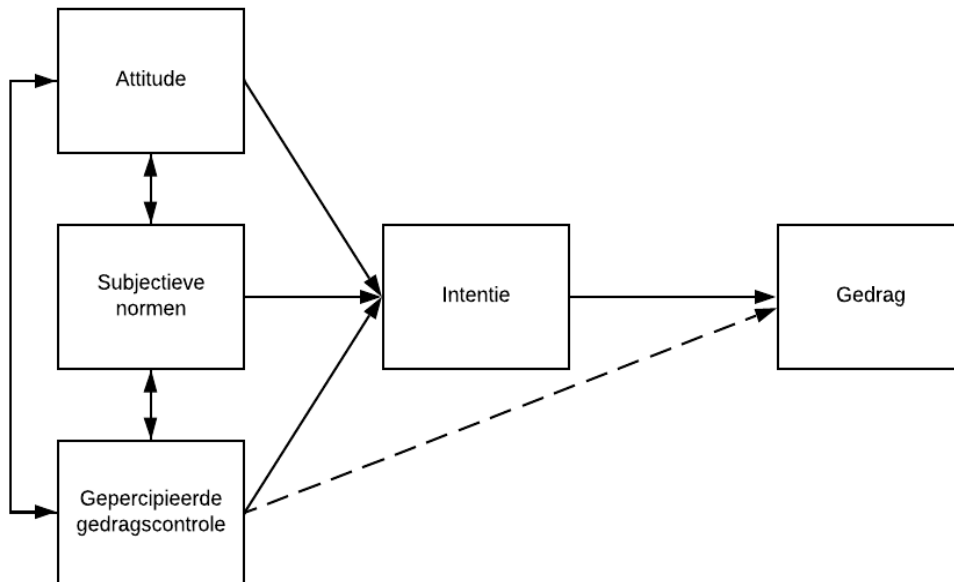 Attitude
Subjectieve
normen
Intentie
Gedrag
Gepercipieerde
gedragscontrole